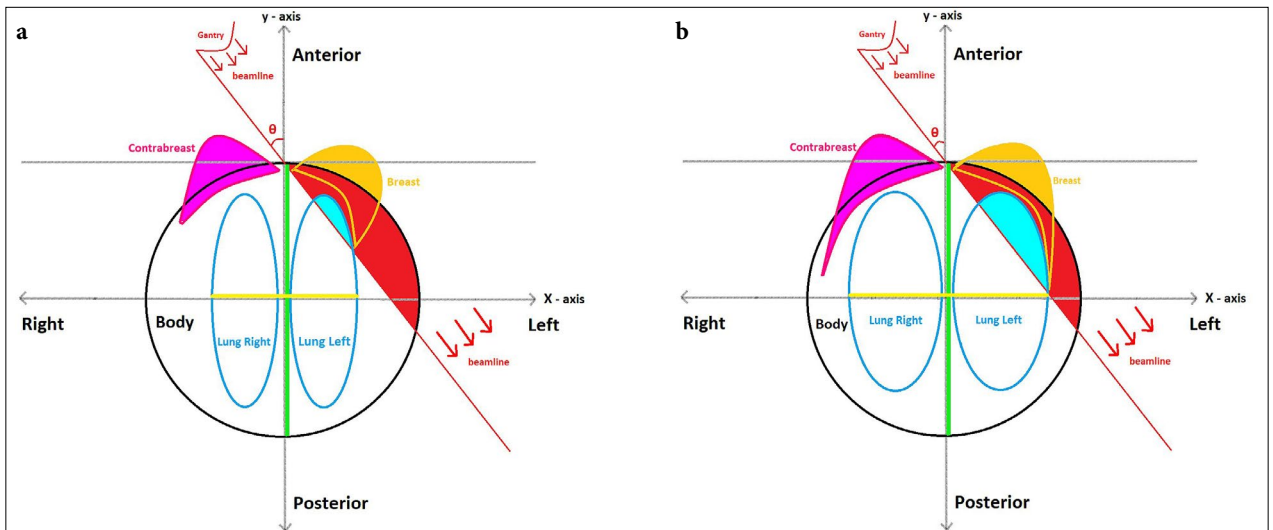 a
y - axis
Gantry
beamline
Anterior
θ
Contrabreast
Breast
X - axis
Right
Body
Lung Right
Lung Left
Left
beamline
Posterior
b
y - axis
Gantry
beamline
Anterior
θ
Contrabreast
Breast
X - axis
Right
Body
Lung Right
Lung Left
Left
beamline
Posterior